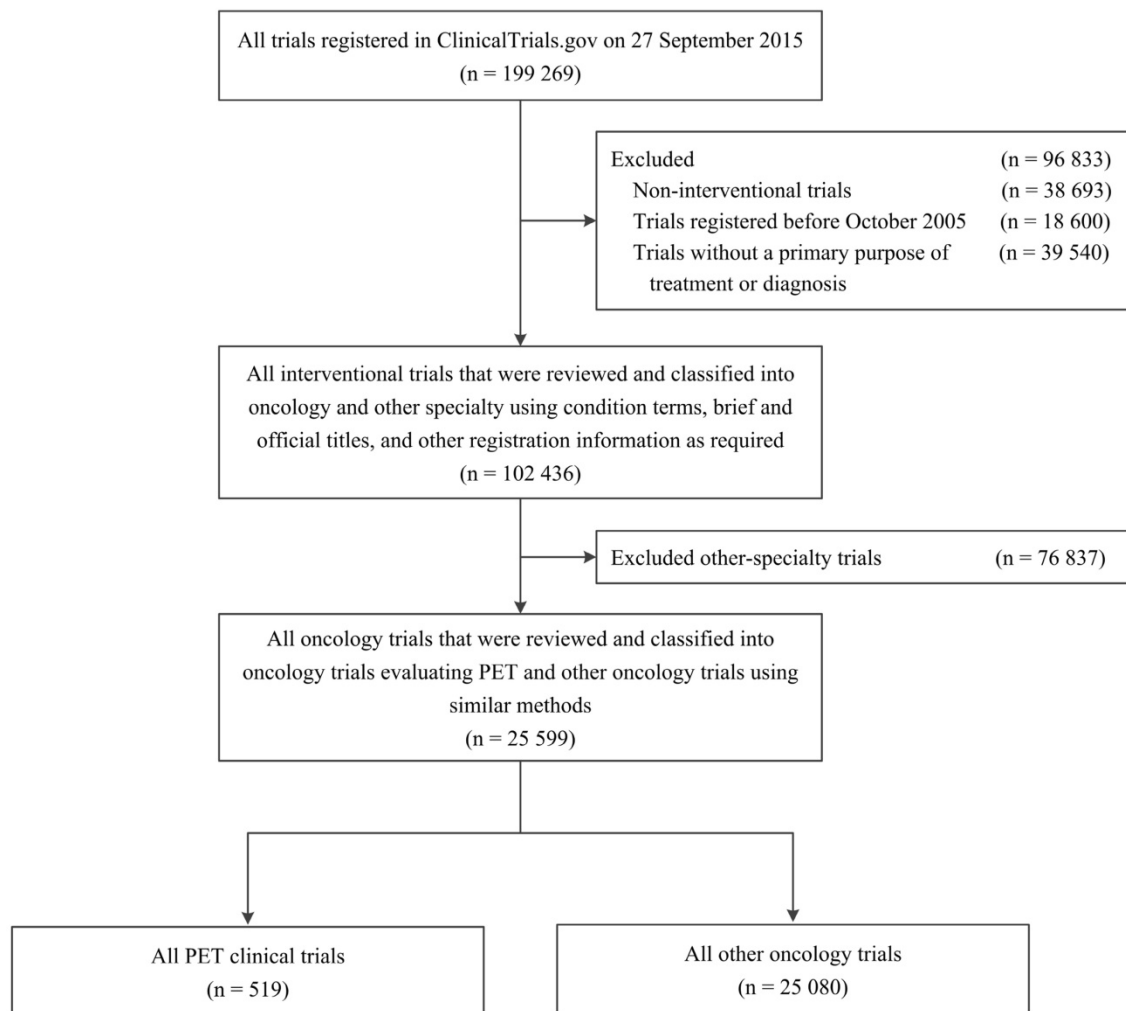 All trials registered in ClinicalTrials.gov on 27 September 2015
(n = 199 269)
Excluded (n = 96 833)
Non-interventional trials (n = 38 693)
Trials registered before October 2005 (n = 18 600)
Trials without a primary purpose of (n = 39 540)
treatment or diagnosis
All interventional trials that were reviewed and classified into
oncology and other specialty using condition terms, brief and
official titles, and other registration information as required
(n = 102 436)
Excluded other-specialty trials (n = 76 837)
All oncology trials that were reviewed and classified into
oncology trials evaluating PET and other oncology trials using
similar methods
(n = 25 599)
All PET clinical trials
(n = 519)
All other oncology trials
(n = 25 080)